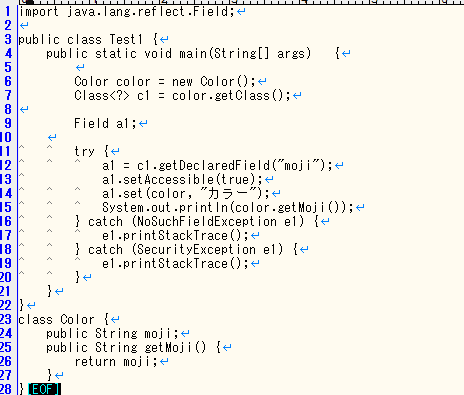 1 import java.lang.reflect.Field;↵
2 ↵
3 public class Test1 {↵
4     public static void main(String[] args)   {↵
5         ↵
6         Color color = new Color();↵
7         Class<?> c1 = color.getClass();↵
8 ↵
9         Field a1;↵
10     ↵
11 ^ ^ try {↵
12 ^ ^ ^ a1 = c1.getDeclaredField("moji");↵
13 ^ ^ ^ a1.setAccessible(true);↵
14 ^ ^ ^ a1.set(color, "カラー");↵
15 ^ ^ ^ System.out.println(color.getMoji());↵
16 ^ ^ } catch (NoSuchFieldException e1) {↵
17 ^ ^ ^ e1.printStackTrace();↵
18 ^ ^ } catch (SecurityException e1) {↵
19 ^ ^ ^ e1.printStackTrace();↵
20 ^ ^ }↵
21     }↵
22 }↵
23 class Color {↵
24     public String moji;↵
25     public String getMoji() {↵
26         return moji;↵
27     }↵
28 }[EOF]